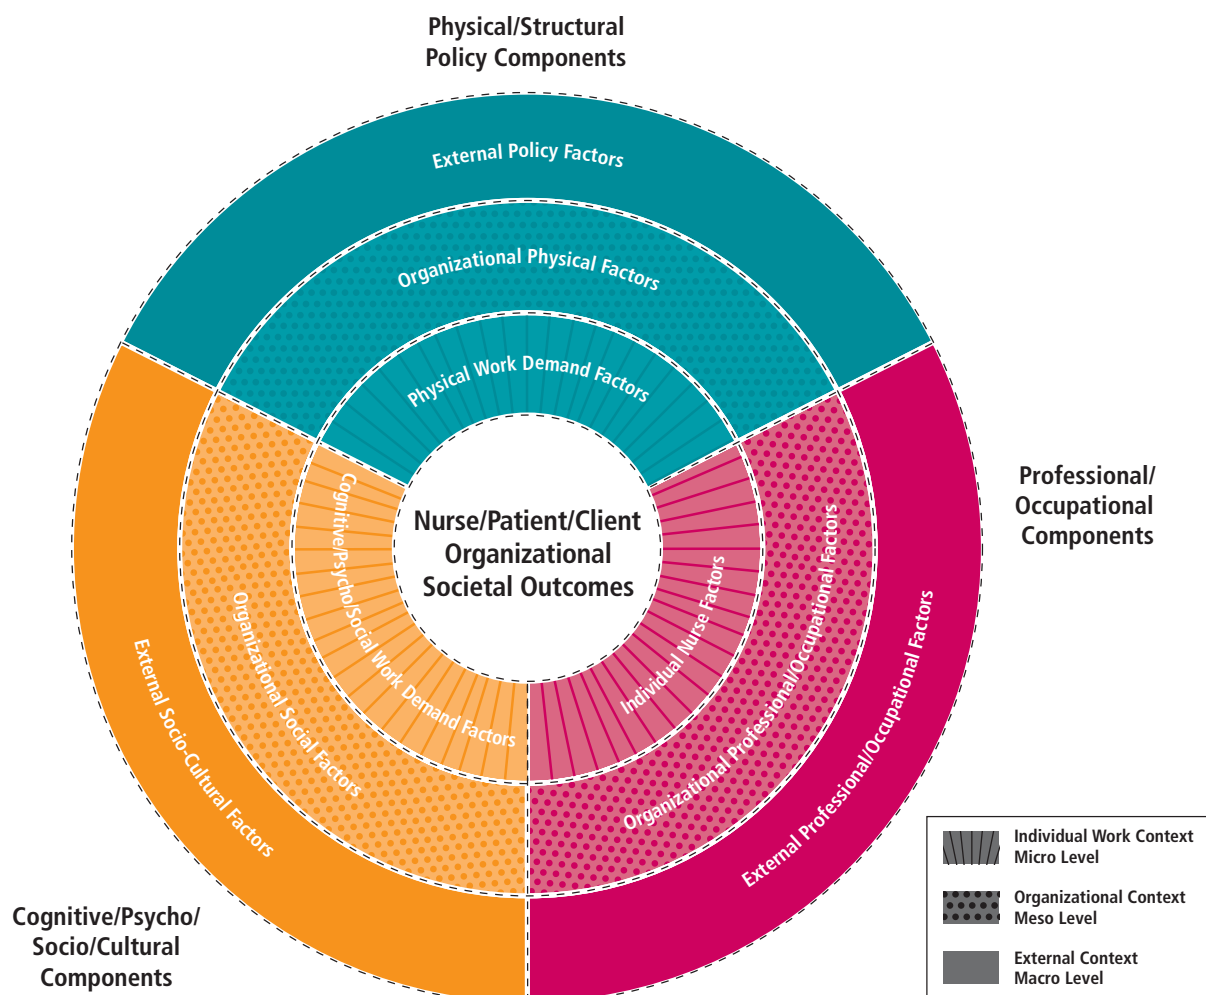 Physical/Structural
Policy Components
External Policy Factors
Organizational Physical Factors
Physical Work Demand Factors
Nurse/Patient/Client
Organizational
Societal Outcomes
Cognitive/Psycho/Social Work Demand Factors
Organizational Social Factors
External Socio-Cultural Factors
Individual Nurse Factors
Organizational Professional/Occupational Factors
External Professional/Occupational Factors
Professional/
Occupational
Components
Cognitive/Psycho/
Socio/Cultural
Components
Individual Work Context
Micro Level
Organizational Context
Meso Level
External Context
Macro Level